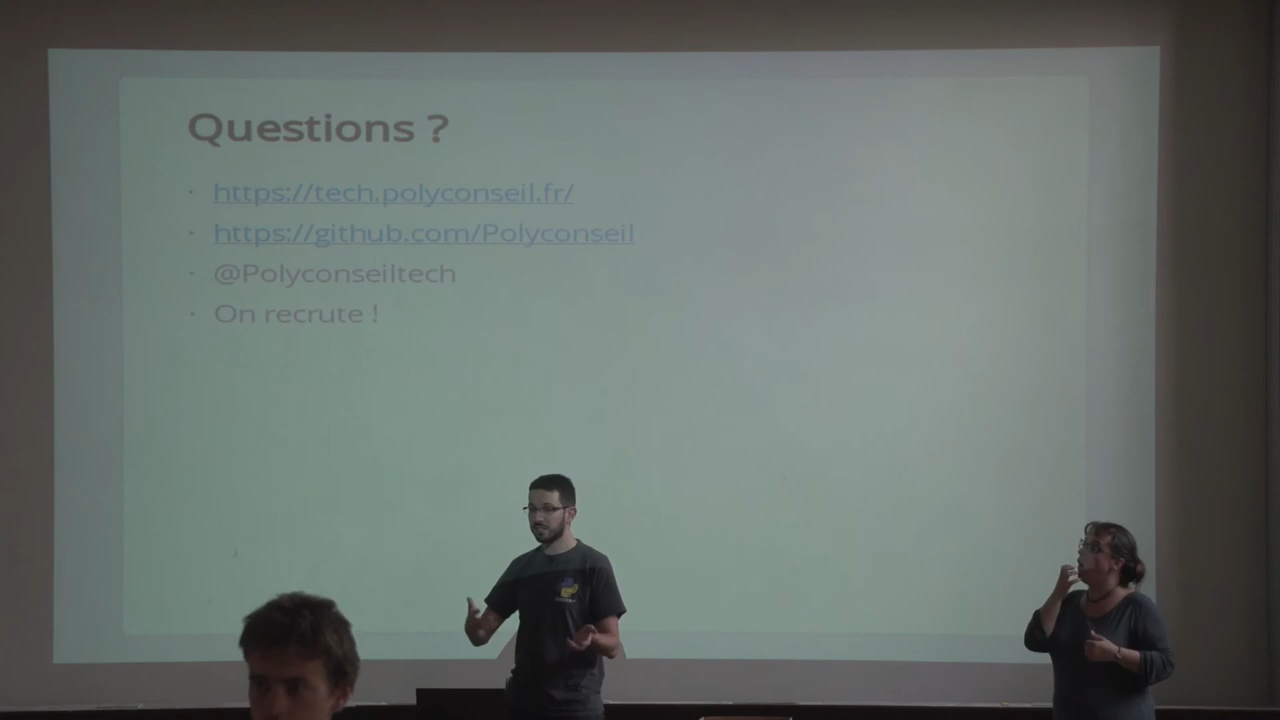 Questions ?
· https://tech.polyconseil.fr/
· https://github.com/Polyconseil
· @Polyconseiltech
· On recrute !